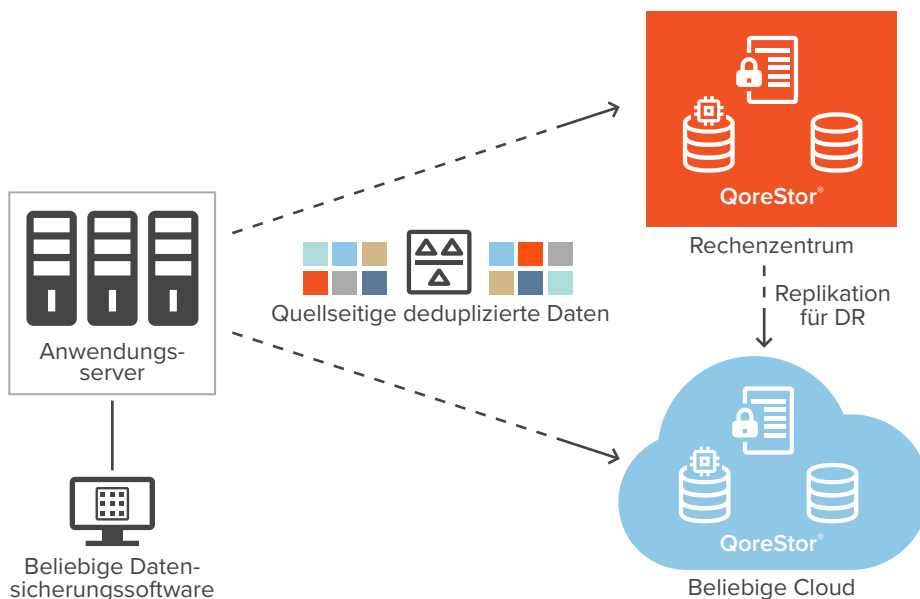 Anwendungs-
server
Beliebige Daten-
sicherungssoftware
Quellseitige deduplizierte Daten
QoreStor®
Rechenzentrum
Replikation
für DR
QoreStor®
Beliebige Cloud